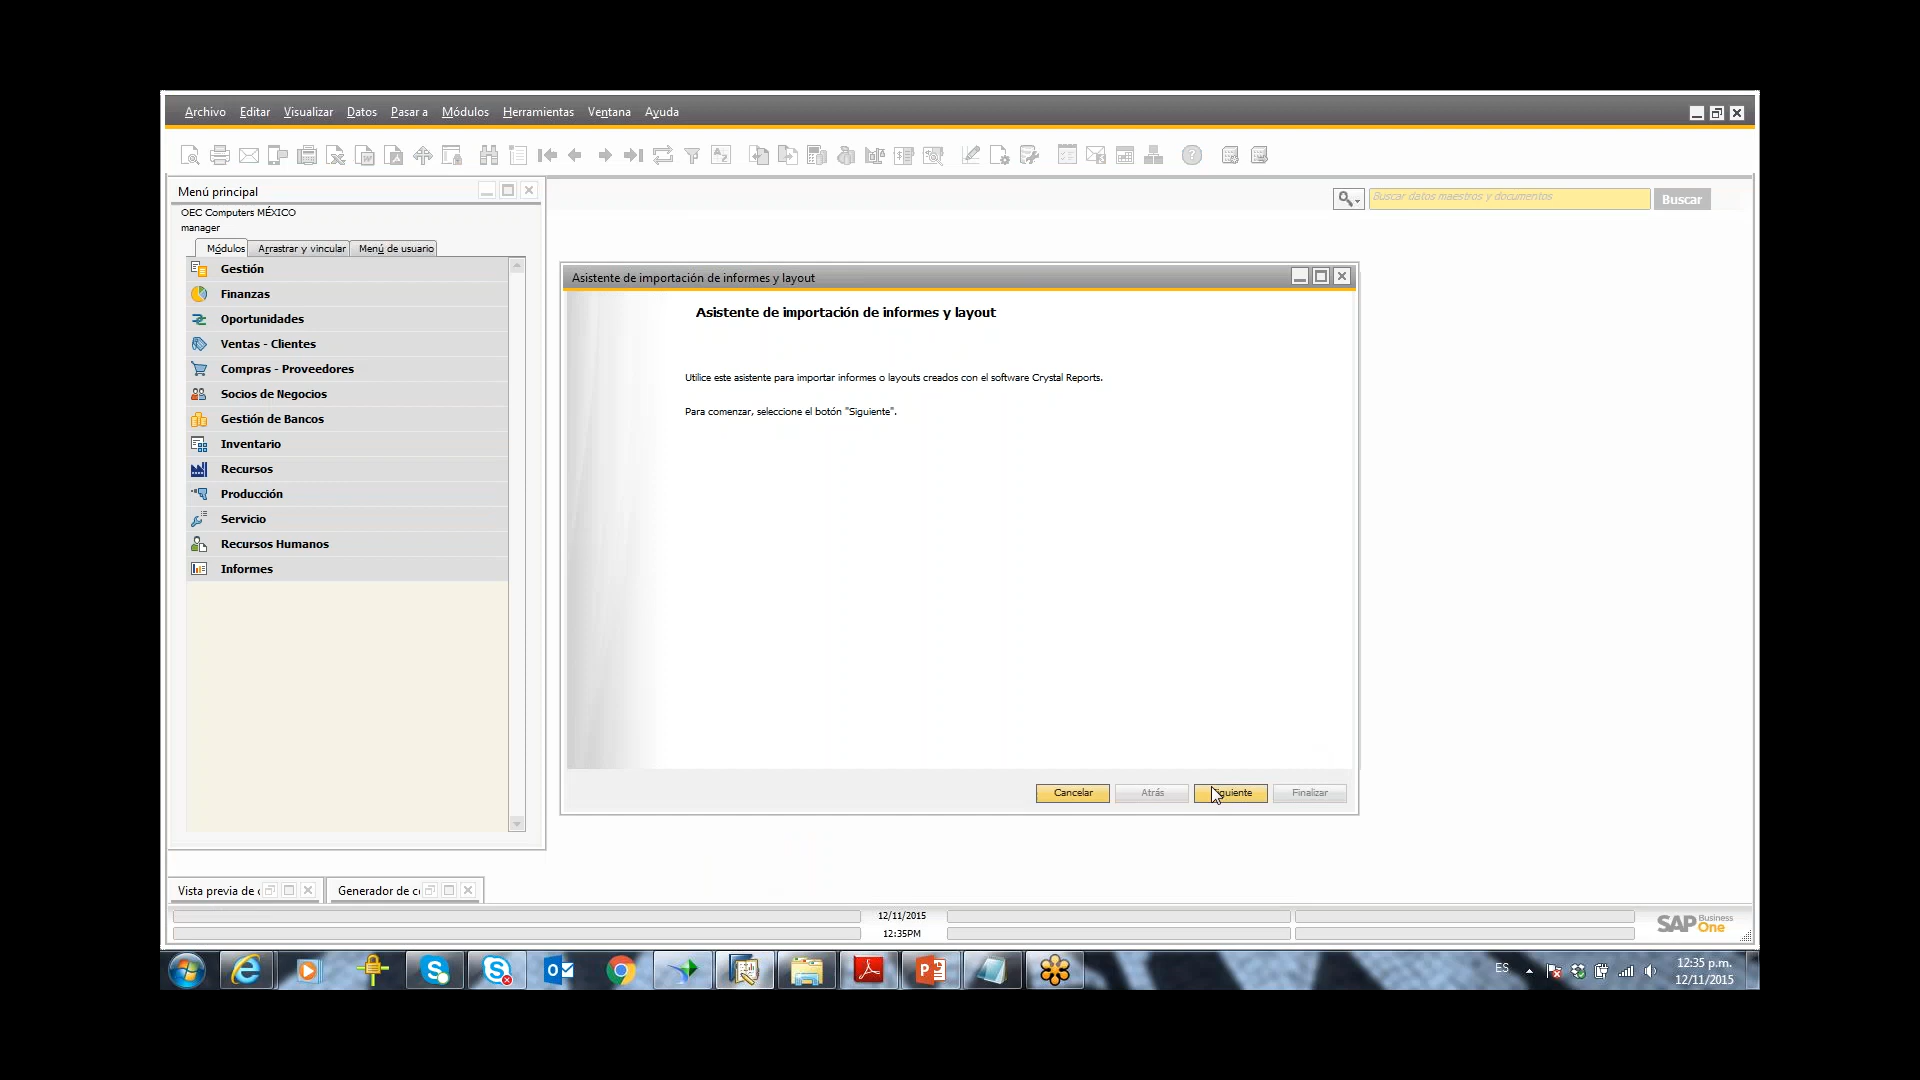 Archivo Editar Visualizar Datos Pasar a Módulos Herramientas Ventana Ayuda
Menú principal
OEC Computers MÉXICO
manager
Módulos Arrastrar y vincular Menú de usuario
Gestión
Finanzas
Oportunidades
Ventas - Clientes
Compras - Proveedores
Socios de Negocios
Gestión de Bancos
Inventario
Recursos
Producción
Servicio
Recursos Humanos
Informes
Buscar datos maestros y documentos Buscar
Asistente de importación de informes y layout
Asistente de importación de informes y layout
Utilice este asistente para importar informes o layouts creados con el software Crystal Reports.
Para comenzar, seleccione el botón "Siguiente".
Cancelar Atrás Finalizar
Vista previa de Generador de
12/11/2015
12:35PM
SAP Business One
ES
12:35 p.m.
12/11/2015